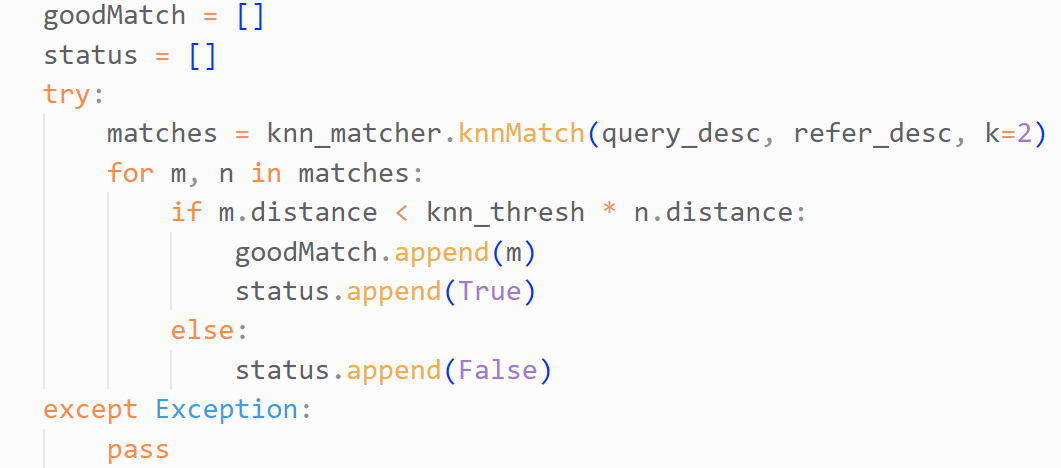 goodMatch = []
status = []
try:
    matches = knn_matcher.knnMatch(query_desc, refer_desc, k=2)
    for m, n in matches:
        if m.distance < knn_thresh * n.distance:
            goodMatch.append(m)
            status.append(True)
        else:
            status.append(False)
except Exception:
    pass